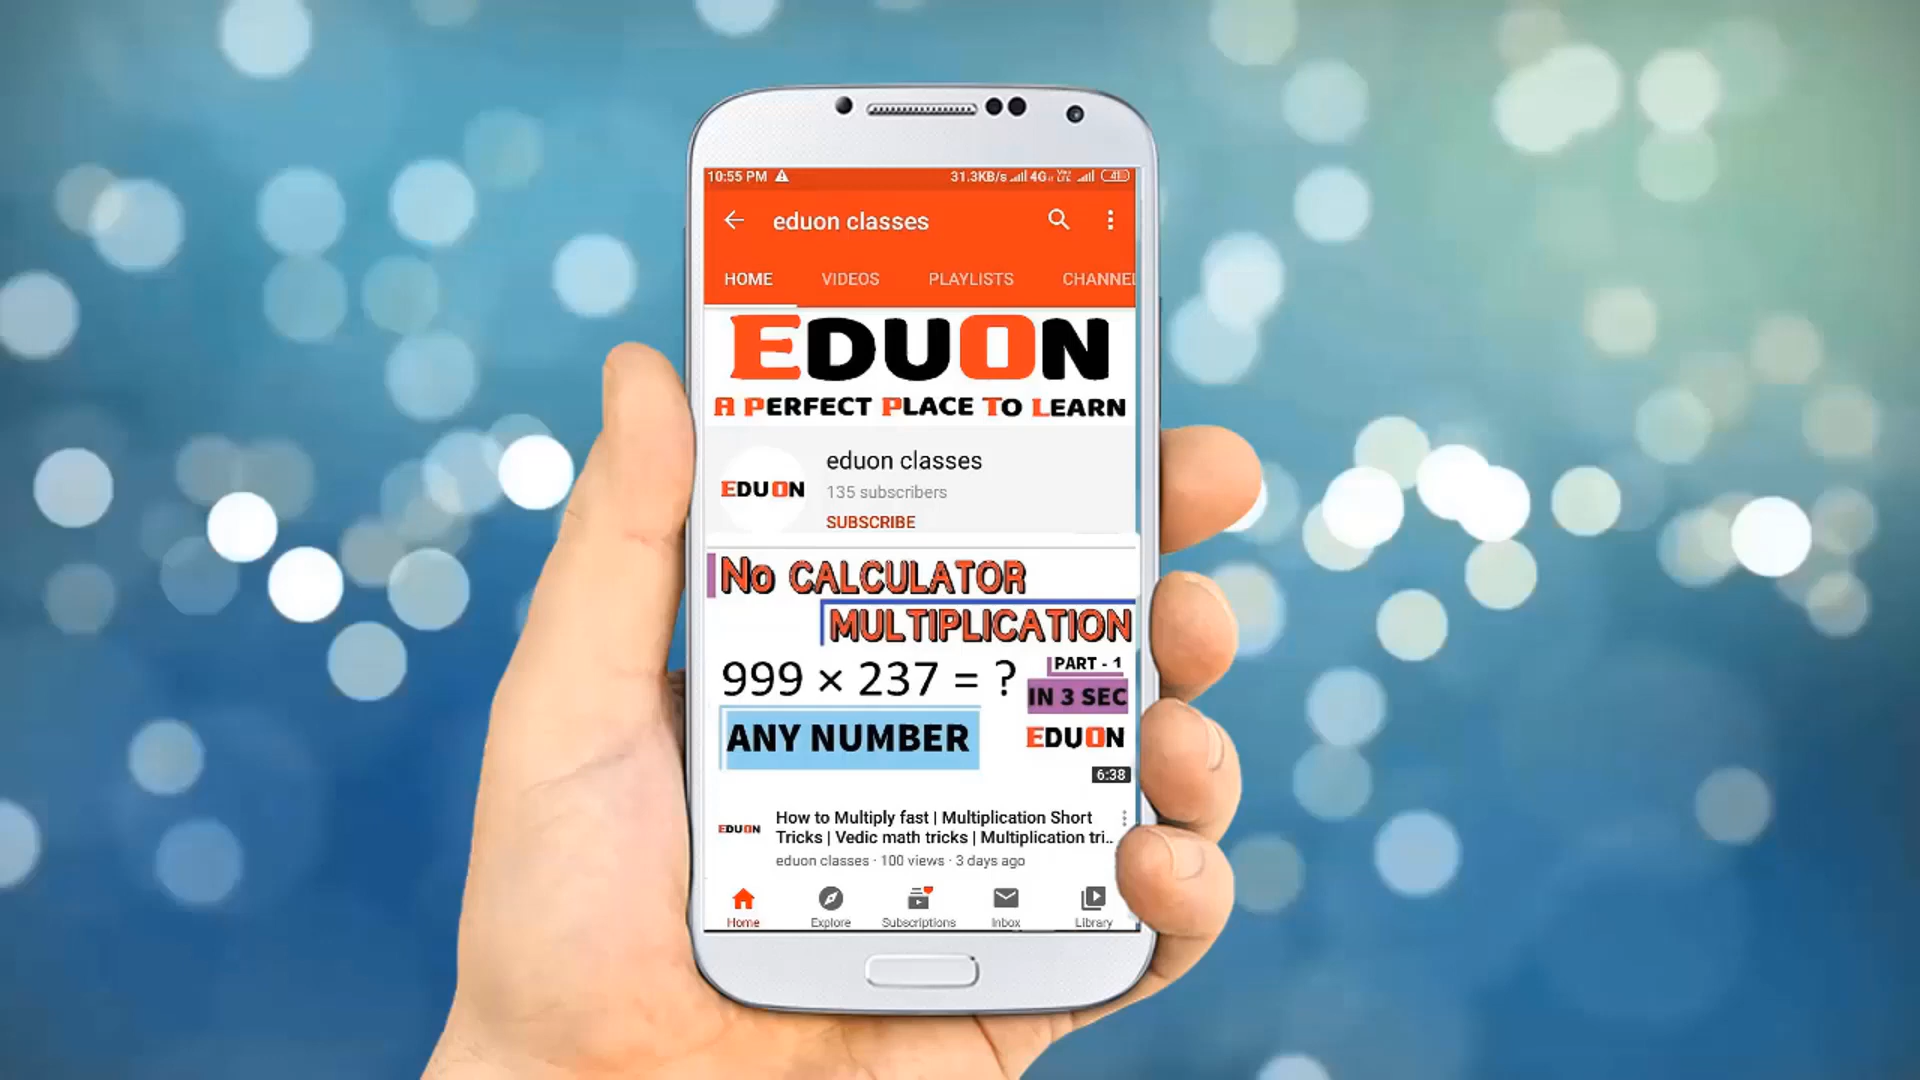 10:55 PM 31.3KB/s 4G VoLTE 41
eduon classes
HOME VIDEOS PLAYLISTS CHANNEL
EDUON
A PERFECT PLACE TO LEARN
eduon classes
EDUON
135 subscribers
SUBSCRIBE
No CALCULATOR
MULTIPLICATION
999 × 237 = ?
PART - 1
IN 3 SEC
ANY NUMBER
EDUON
6:38
EDUON
How to Multiply fast | Multiplication Short
Tricks | Vedic math tricks | Multiplication tri..
eduon classes · 100 views · 3 days ago
Home Explore Subscriptions Inbox Library